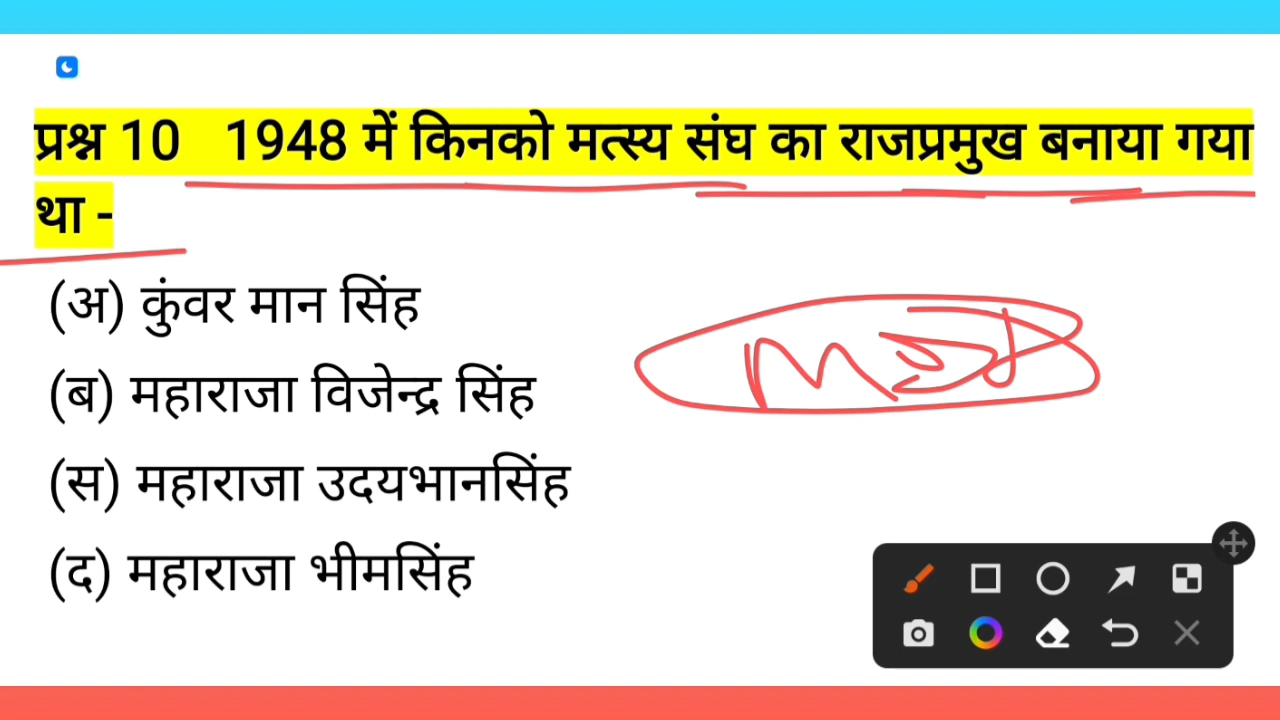 प्रश्न 10 1948 में किनको मत्स्य संघ का राजप्रमुख बनाया गया
था -
(अ) कुंवर मान सिंह
(ब) महाराजा विजेन्द्र सिंह
(स) महाराजा उदयभानसिंह
(द) महाराजा भीमसिंह